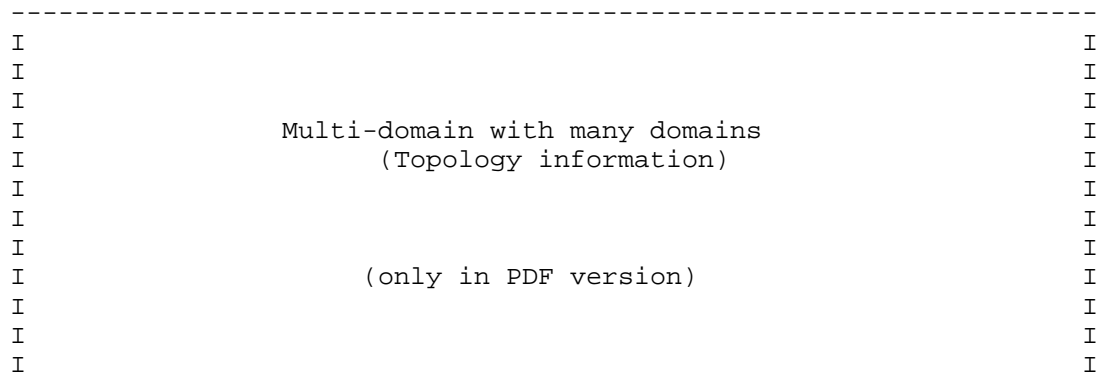 --------------------------------------------------------------------
I                                                                  I
I                                                                  I
I                                                                  I
I                Multi-domain with many domains                    I
I                      (Topology information)                      I
I                                                                  I
I                                                                  I
I                                                                  I
I                     (only in PDF version)                        I
I                                                                  I
I                                                                  I
I                                                                  I